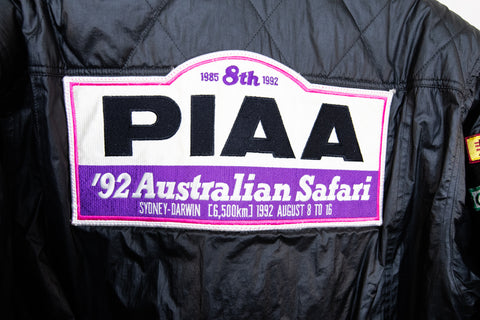 1985 8th 1992
PIAA
'92 Australian Safari
SYDNEY-DARWIN [6,500km] 1992 AUGUST 8 TO 16